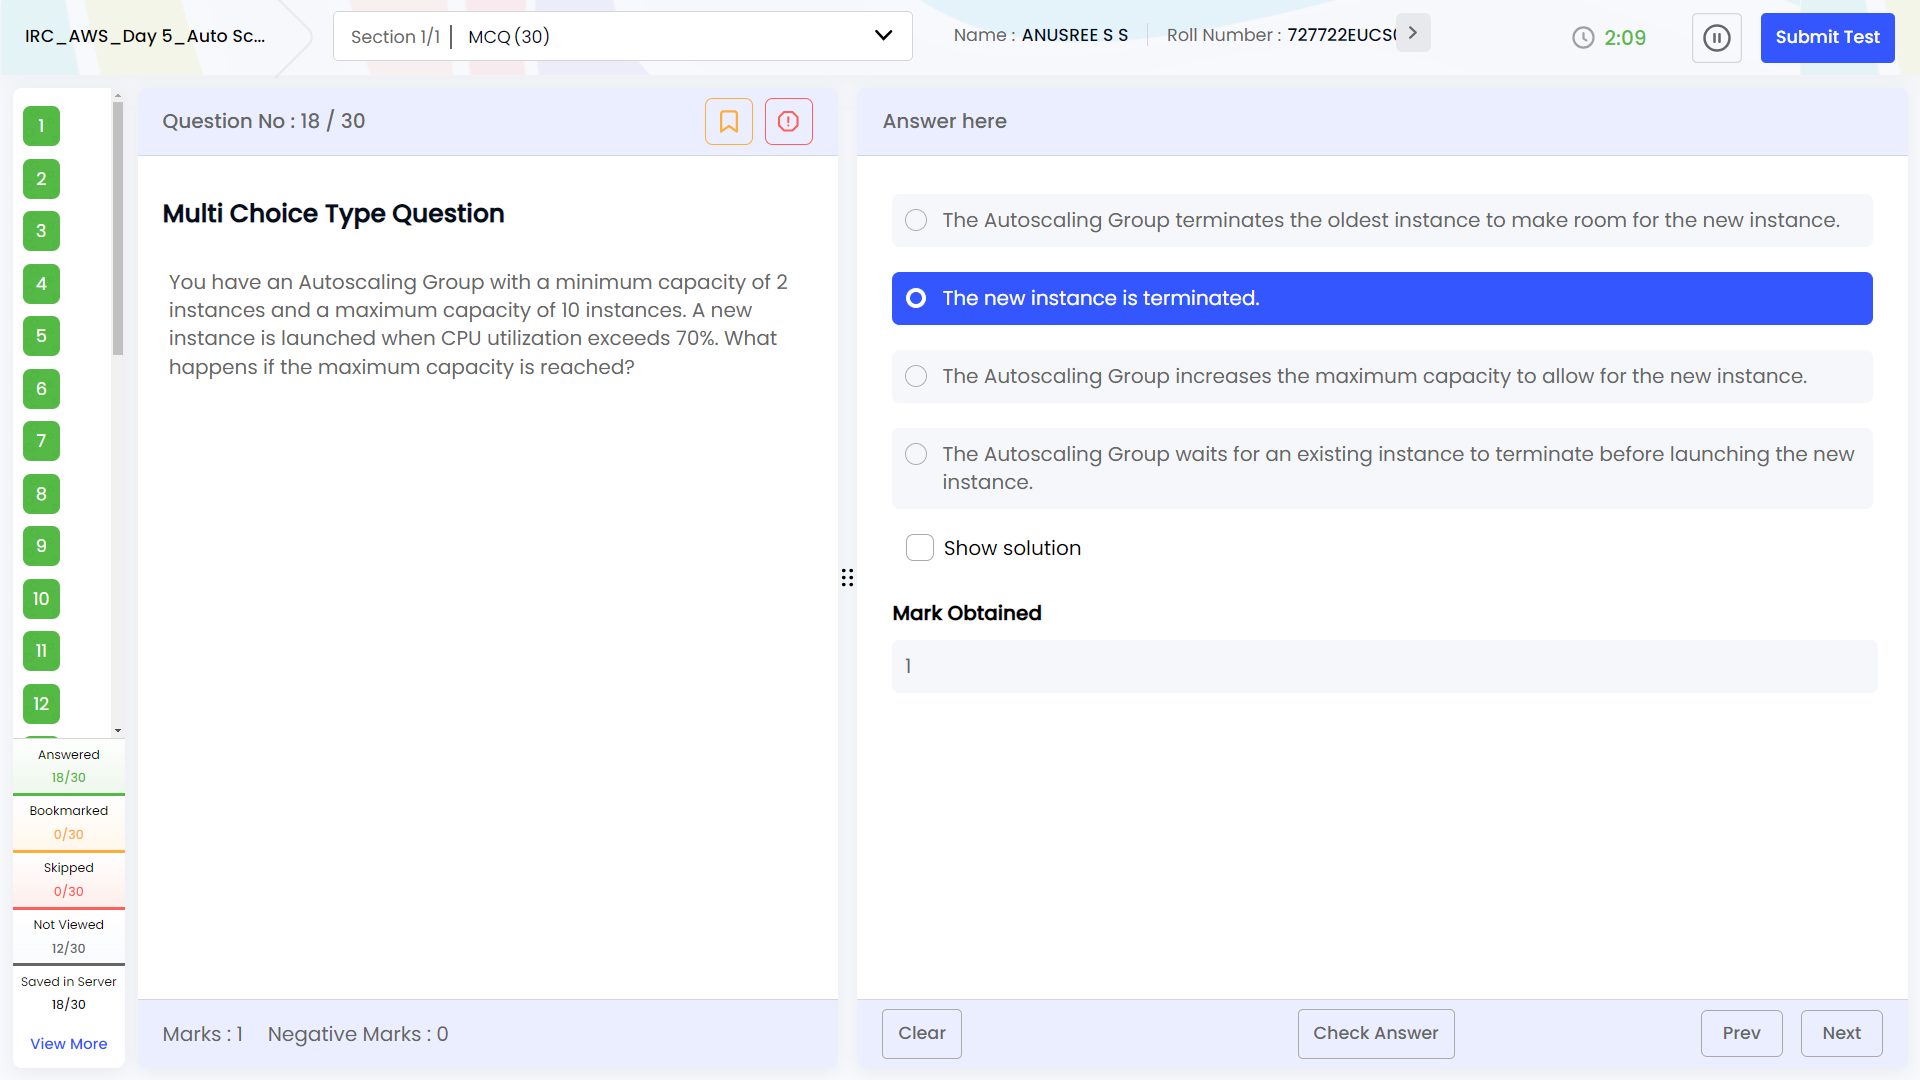 IRC_AWS_Day 5_Auto Sc...
Section 1/1 | MCQ (30)
Name : ANUSREE S S
Roll Number : 727722EUCS
2:09
Submit Test
1
2
3
4
5
6
7
8
9
10
11
12
Answered
18/30
Bookmarked
0/30
Skipped
0/30
Not Viewed
12/30
Saved in Server
18/30
View More
Question No : 18 / 30
Multi Choice Type Question
You have an Autoscaling Group with a minimum capacity of 2
instances and a maximum capacity of 10 instances. A new
instance is launched when CPU utilization exceeds 70%. What
happens if the maximum capacity is reached?
Marks : 1
Negative Marks : 0
Answer here
The Autoscaling Group terminates the oldest instance to make room for the new instance.
The new instance is terminated.
The Autoscaling Group increases the maximum capacity to allow for the new instance.
The Autoscaling Group waits for an existing instance to terminate before launching the new
instance.
Show solution
Mark Obtained
1
Clear
Check Answer
Prev
Next